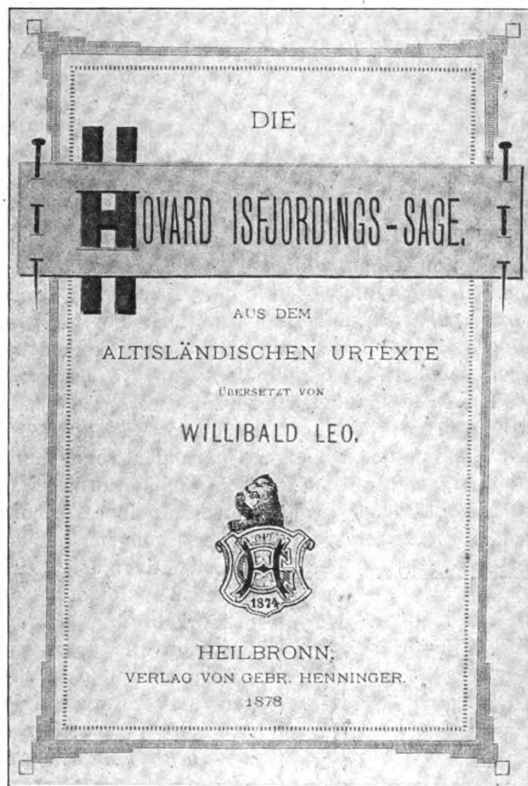 DIE
HOVARD ISFJORDINGS-SAGE.
AUS DEM
ALTISLÄNDISCHEN URTEXTE
ÜBERSETZT VON
WILLIBALD LEO.
1874
HEILBRONN,
VERLAG VON GEBR. HENNINGER.
1878